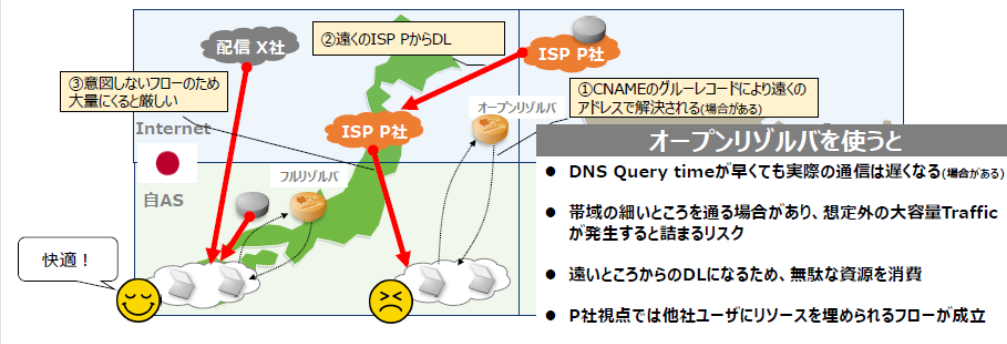 配信 X社
②遠くのISP PからDL
ISP P社
③意図しないフローのため
大量にくると厳しい
①CNAMEのグルーレコードにより遠くの
アドレスで解決される(場合がある)
オープンリゾルバ
Internet
ISP P社
自AS
フルリゾルバ
快適！
オープンリゾルバを使うと
● DNS Query timeが早くても実際の通信は遅くなる(場合がある)
● 帯域の細いところを通る場合があり、想定外の大容量Traffic
が発生すると詰まるリスク
● 遠いところからのDLになるため、無駄な資源を消費
● P社視点では他社ユーザにリソースを埋められるフローが成立